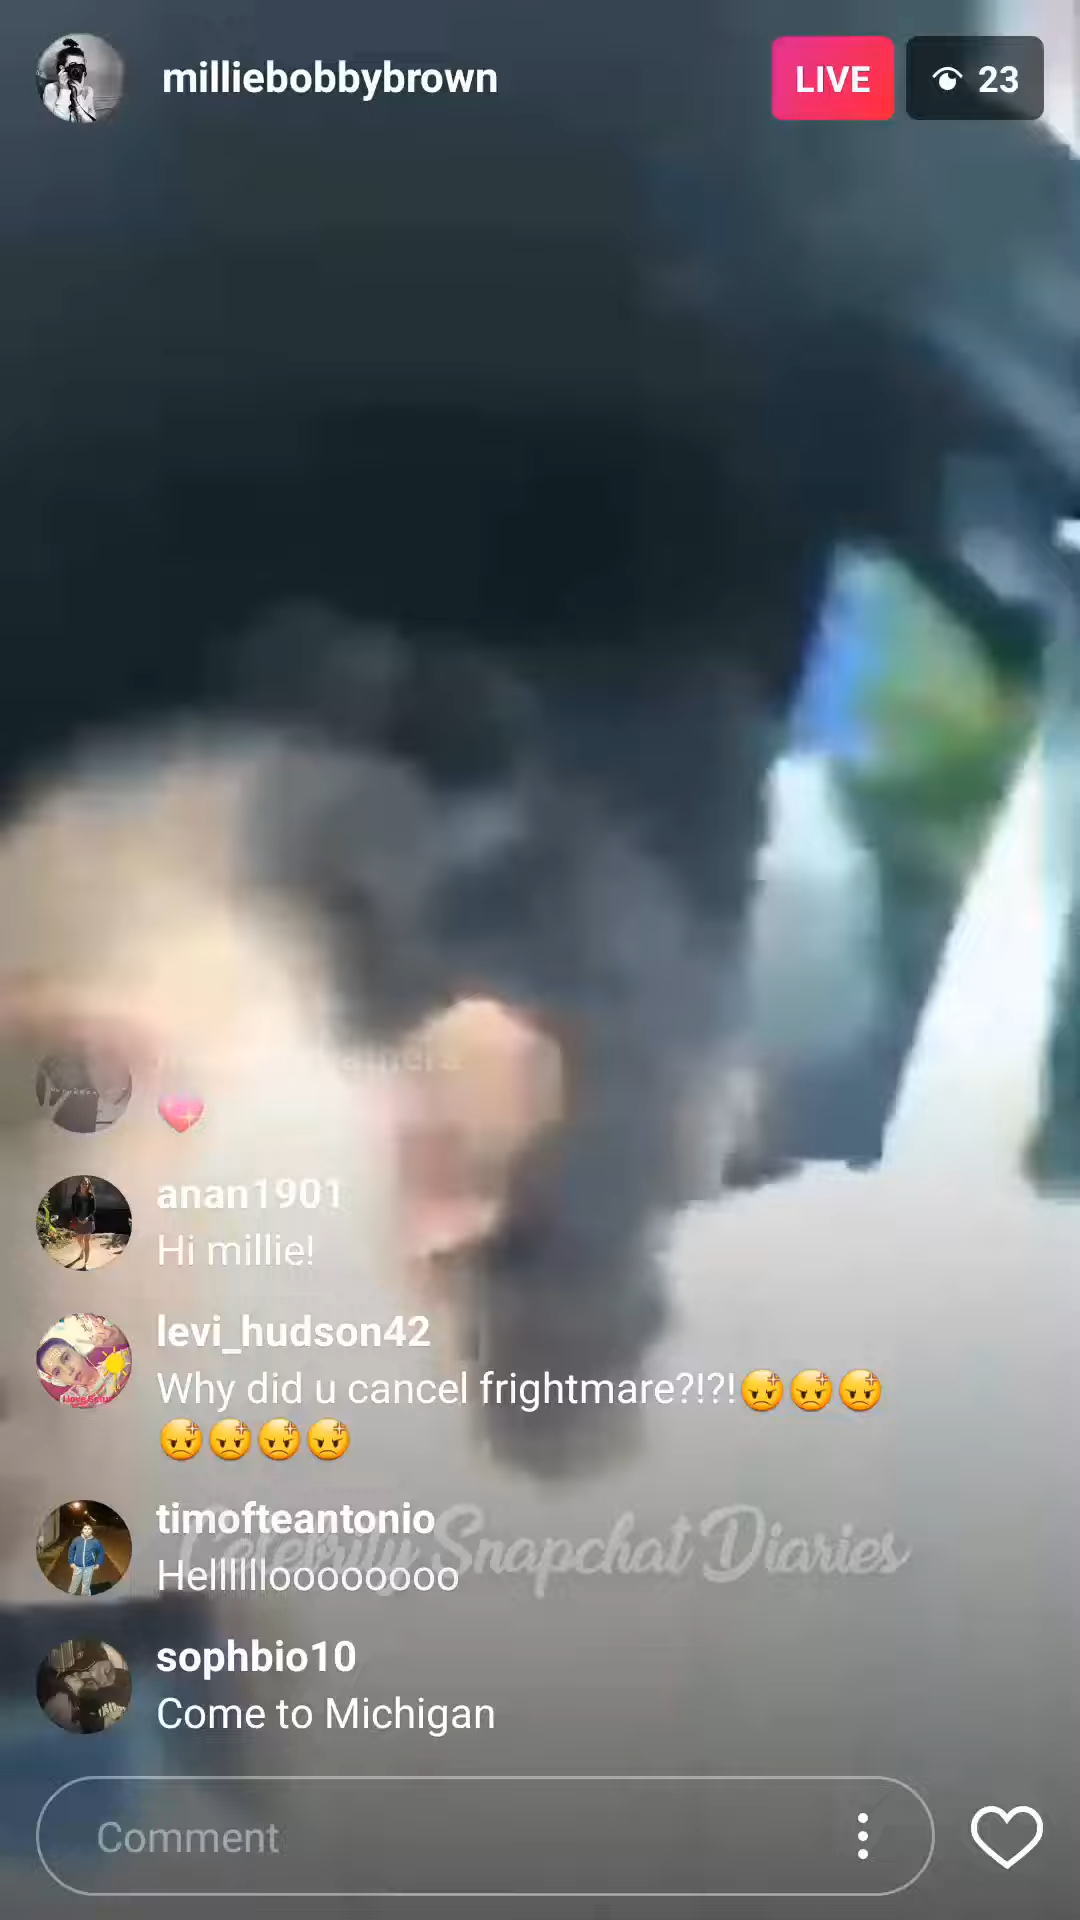 milliebobbybrown
LIVE
23
💖
anan1901
Hi millie!
levi_hudson42
Why did u cancel frightmare?!?!😡😡😡
😡😡😡😡
timofteantonio
Celebrity Snapchat Diaries
Helllllloooooooo
sophbio10
Come to Michigan
Comment